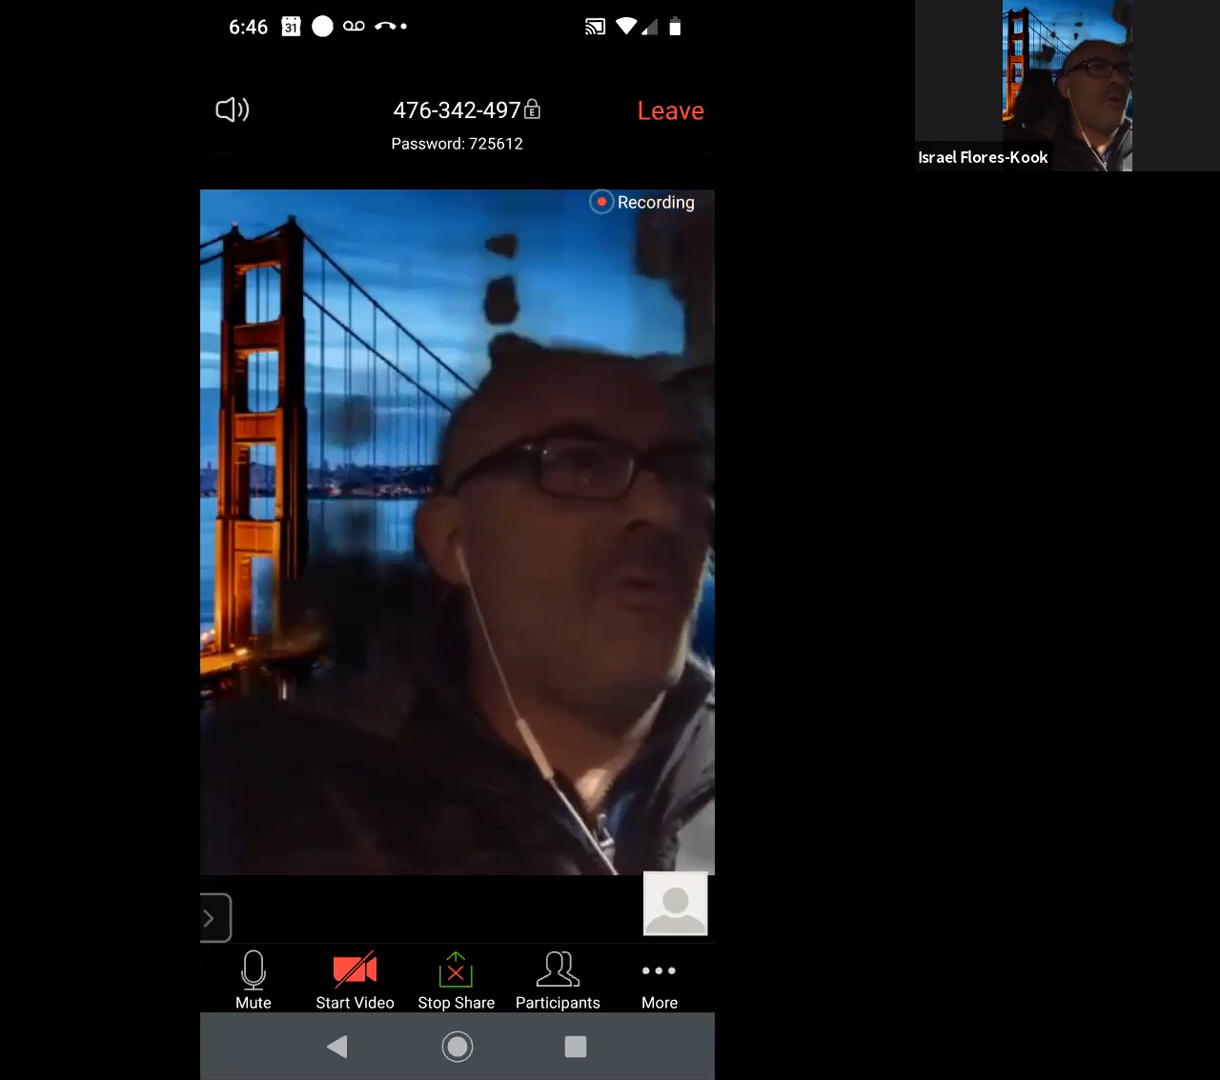 6:46 31
476-342-497 E Leave
Password: 725612
Israel Flores-Kook
Recording
Mute Start Video Stop Share Participants More